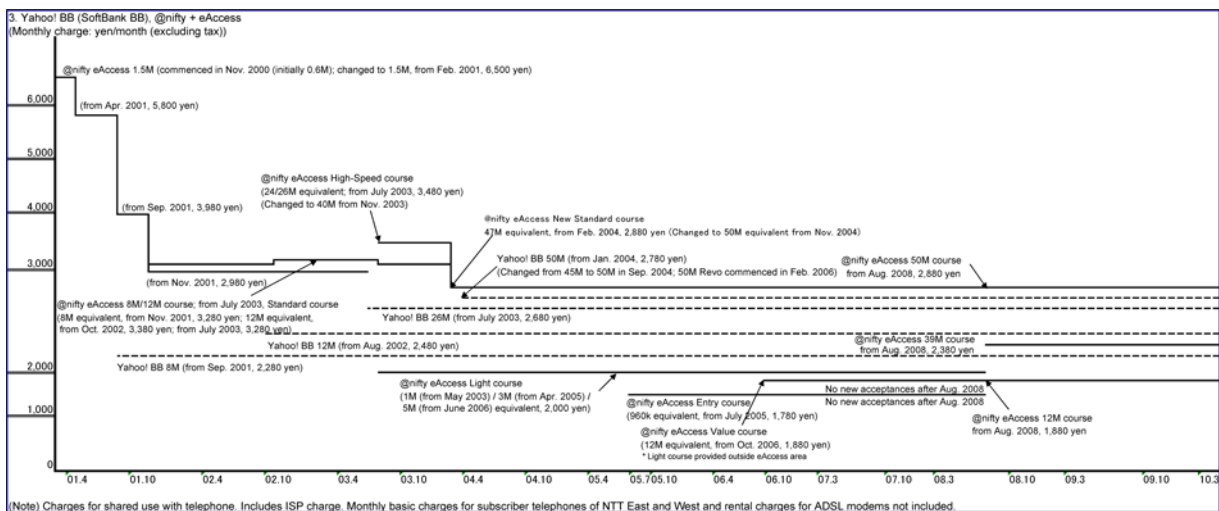 3. Yahoo! BB (SoftBank BB), @nifty + eAccess
(Monthly charge: yen/month (excluding tax))
@nifty eAccess 1.5M (commenced in Nov. 2000 (initially 0.6M); changed to 1.5M, from Feb. 2001, 6,500 yen)
6,000
(from Apr. 2001, 5,800 yen)
5,000
@nifty eAccess High-Speed course
(24/26M equivalent; from July 2003, 3,480 yen)
(Changed to 40M from Nov. 2003)
4,000
(from Sep. 2001, 3,980 yen)
@nifty eAccess New Standard course
47M equivalent, from Feb. 2004, 2,880 yen (Changed to 50M equivalent from Nov. 2004)
Yahoo! BB 50M (from Jan. 2004, 2,780 yen)
(Changed from 45M to 50M in Sep. 2004; 50M Revo commenced in Feb. 2006)
@nifty eAccess 50M course
from Aug. 2008, 2,880 yen
3,000
(from Nov. 2001, 2,980 yen)
@nifty eAccess 8M/12M course; from July 2003, Standard course
(8M equivalent, from Nov. 2001, 3,280 yen; 12M equivalent,
from Oct. 2002, 3,380 yen; from July 2003, 3,280 yen)
Yahoo! BB 26M (from July 2003, 2,680 yen)
Yahoo! BB 12M (from Aug. 2002, 2,480 yen)
@nifty eAccess 39M course
from Aug. 2008, 2,380 yen
Yahoo! BB 8M (from Sep. 2001, 2,280 yen)
2,000
@nifty eAccess Light course
(1M (from May 2003) / 3M (from Apr. 2005) /
5M (from June 2006) equivalent, 2,000 yen)
No new acceptances after Aug. 2008
No new acceptances after Aug. 2008
@nifty eAccess Entry course
(960k equivalent, from July 2005, 1,780 yen)
@nifty eAccess Value course
(12M equivalent, from Oct. 2006, 1,880 yen)
* Light course provided outside eAccess area
@nifty eAccess 12M course
from Aug. 2008, 1,880 yen
1,000
0
01.4 01.10 02.4 02.10 03.4 03.10 04.4 04.10 05.4 05.7 05.10 06.4 06.10 07.3 07.10 08.3 08.10 09.10 10.3
(Note) Charges for shared use with telephone. Includes ISP charge. Monthly basic charges for subscriber telephones of NTT East and West and rental charges for ADSL modems not included.